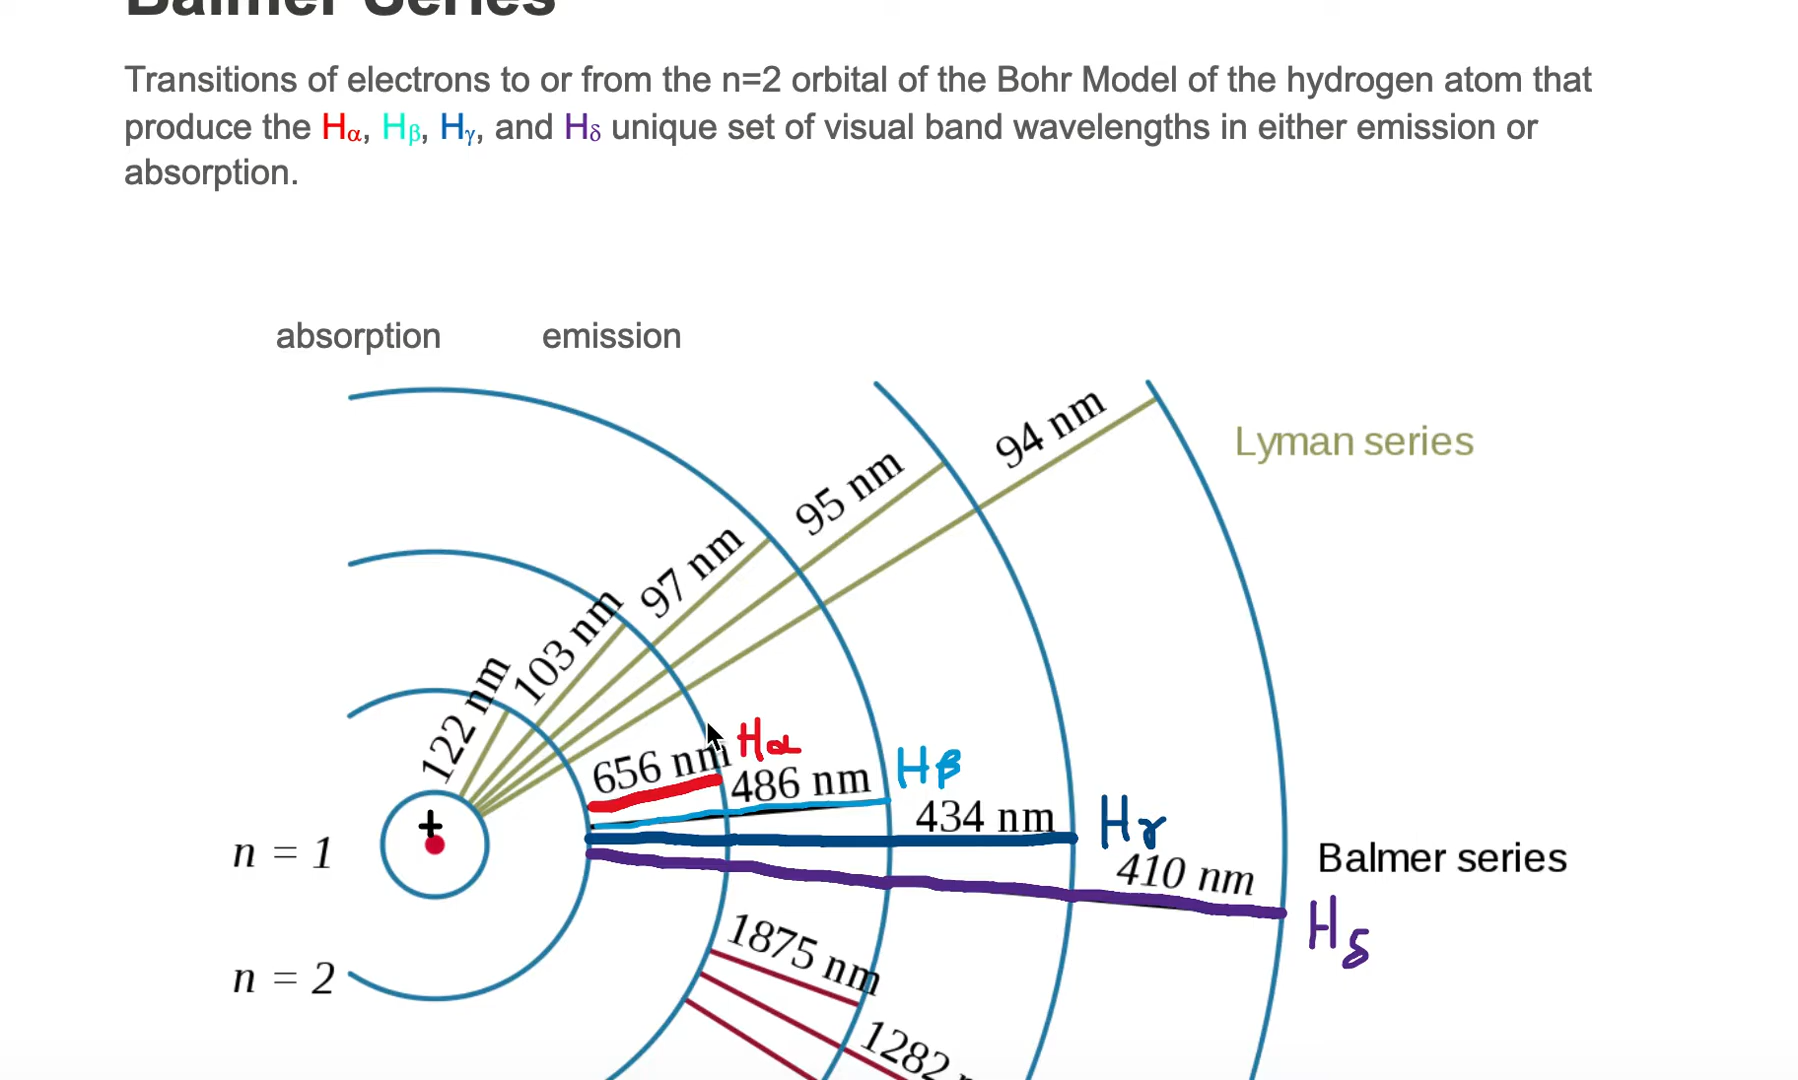 Balmer Series
Transitions of electrons to or from the n=2 orbital of the Bohr Model of the hydrogen atom that
produce the Hα, Hβ, Hγ, and Hδ unique set of visual band wavelengths in either emission or
absorption.
absorption emission
94 nm
Lyman series
95 nm
97 nm
103 nm
122 nm
656 nm Hα
486 nm Hβ
434 nm Hγ
+
n = 1
410 nm
Balmer series
Hδ
1875 nm
n = 2
1282